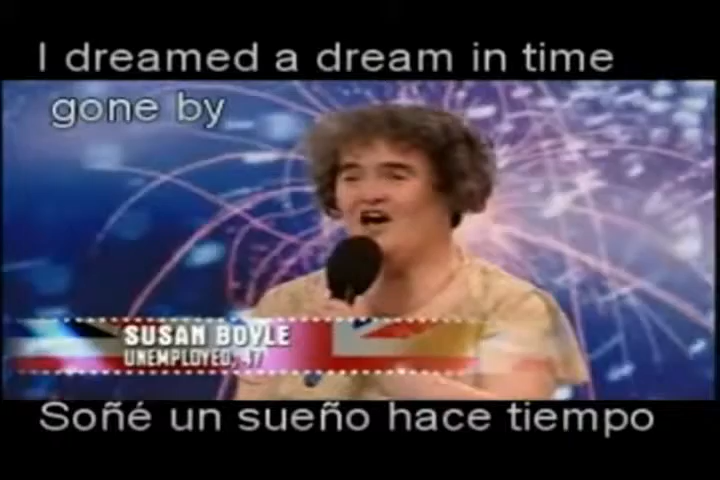 I dreamed a dream in time
gone by
SUSAN BOYLE
UNEMPLOYED, 47
Soñé un sueño hace tiempo